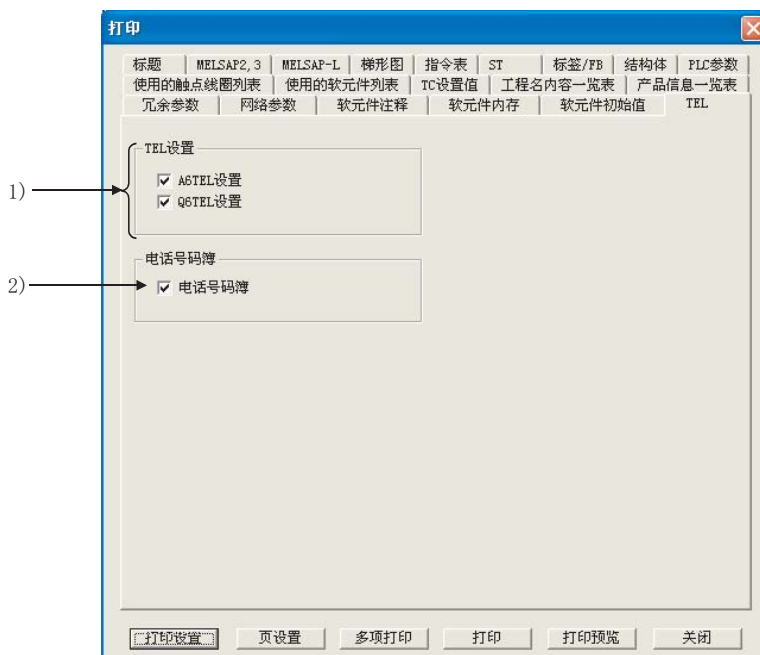 打印
标题 MELSAP2,3 MELSAP-L 梯形图 指令表 ST 标签/FB 结构体 PLC参数
使用的触点线圈列表 使用的软元件列表 TC设置值 工程名内容一览表 产品信息一览表
冗余参数 网络参数 软元件注释 软元件内存 软元件初始值 TEL
TEL设置
1)
A6TEL设置
Q6TEL设置
电话号码簿
2)
电话号码簿
打印设置 页设置 多项打印 打印 打印预览 关闭